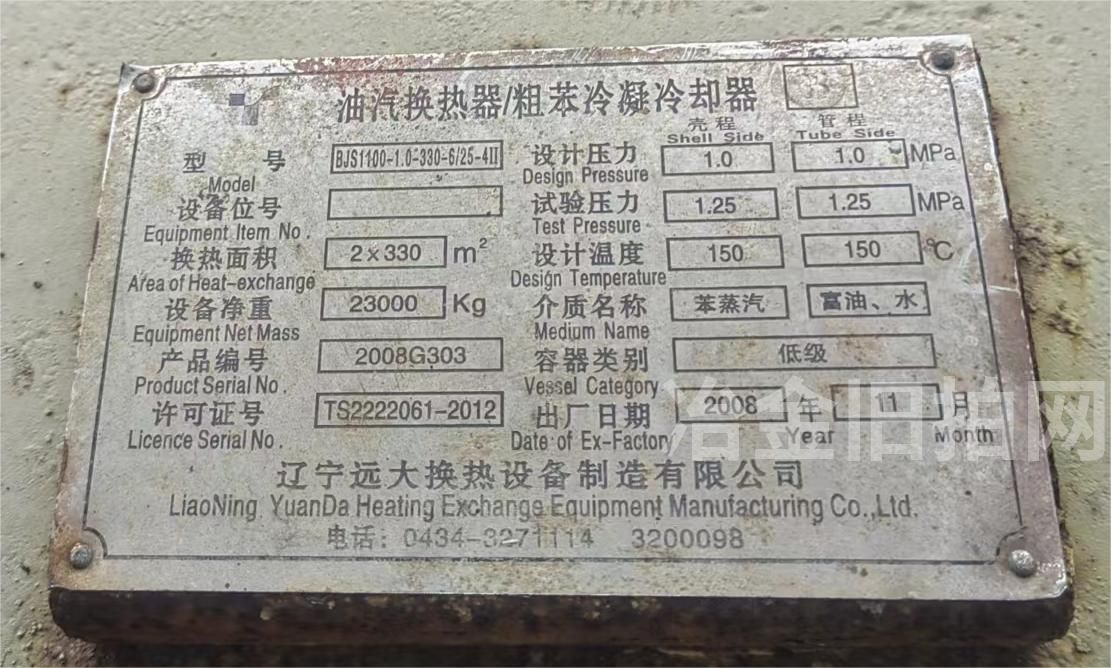 油汽换热器/粗苯冷凝冷却器
壳程 管程
Shell Side Tube Side
型号 BJS1100-1.0-330-6/25-4II 设计压力 1.0 1.0 MPa
Model Design Pressure
设备位号 试验压力 1.25 1.25 MPa
Equipment Item No. Test Pressure
换热面积 2×330 m² 设计温度 150 150 ℃
Area of Heat-exchange Design Temperature
设备净重 23000 Kg 介质名称 苯蒸汽 富油、水
Equipment Net Mass Medium Name
产品编号 2008G303 容器类别 低级
Product Serial No. Vessel Category
许可证号 TS2222061-2012 出厂日期 2008 年 11 月
Licence Serial No. Date of Ex-Factory Year Month
辽宁远大换热设备制造有限公司
LiaoNing YuanDa Heating Exchange Equipment Manufacturing Co.,Ltd.
电话：0434-3271114 3200098
冶金旧拍网